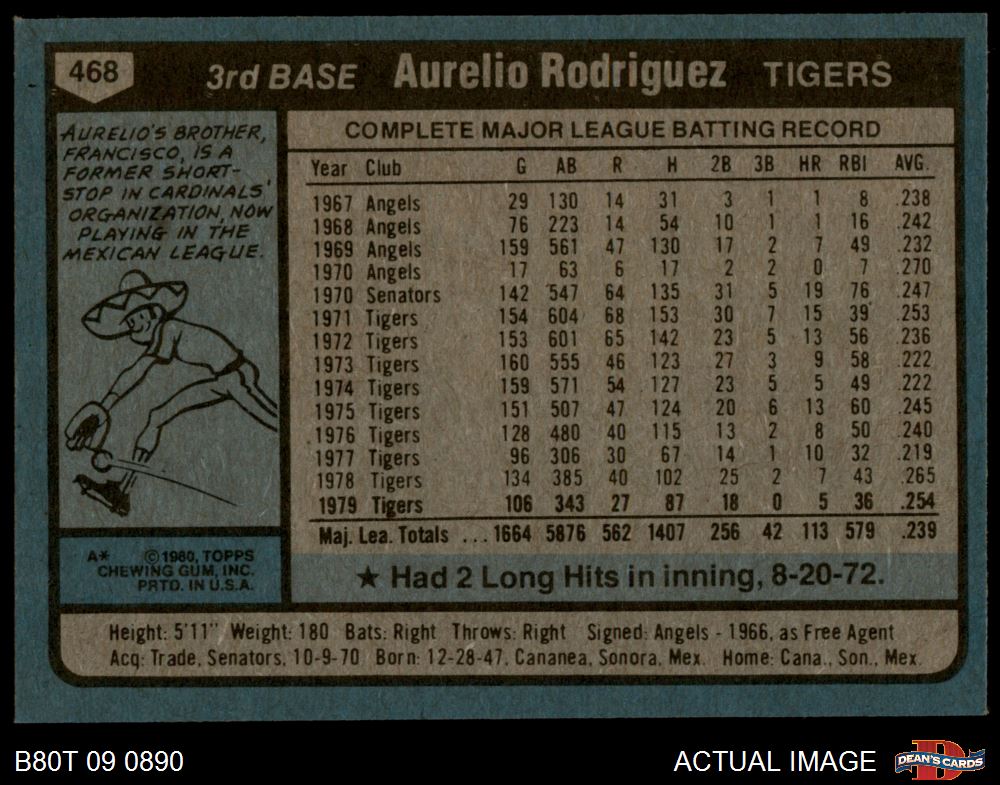 468 3rd BASE Aurelio Rodriguez TIGERS
AURELIO'S BROTHER,
FRANCISCO, IS A
FORMER SHORT-
STOP IN CARDINALS'
ORGANIZATION, NOW
PLAYING IN THE
MEXICAN LEAGUE.
COMPLETE MAJOR LEAGUE BATTING RECORD
Year Club G AB R H 2B 3B HR RBI AVG.
1967 Angels 29 130 14 31 3 1 1 8 .238
1968 Angels 76 223 14 54 10 1 1 16 .242
1969 Angels 159 561 47 130 17 2 7 49 .232
1970 Angels 17 63 6 17 2 2 0 7 .270
1970 Senators 142 547 64 135 31 5 19 76 .247
1971 Tigers 154 604 68 153 30 7 15 39 .253
1972 Tigers 153 601 65 142 23 5 13 56 .236
1973 Tigers 160 555 46 123 27 3 9 58 .222
1974 Tigers 159 571 54 127 23 5 5 49 .222
1975 Tigers 151 507 47 124 20 6 13 60 .245
1976 Tigers 128 480 40 115 13 2 8 50 .240
1977 Tigers 96 306 30 67 14 1 10 32 .219
1978 Tigers 134 385 40 102 25 2 7 43 .265
1979 Tigers 106 343 27 87 18 0 5 36 .254
Maj. Lea. Totals ... 1664 5876 562 1407 256 42 113 579 .239
A* ©1980, TOPPS
CHEWING GUM, INC.
PRTD. IN U.S.A.
★ Had 2 Long Hits in inning, 8-20-72.
Height: 5'11" Weight: 180 Bats: Right Throws: Right Signed: Angels - 1966, as Free Agent
Acq: Trade, Senators, 10-9-70 Born: 12-28-47, Cananea, Sonora, Mex. Home: Cana., Son., Mex.
B80T 09 0890
ACTUAL IMAGE
DEAN'S CARDS